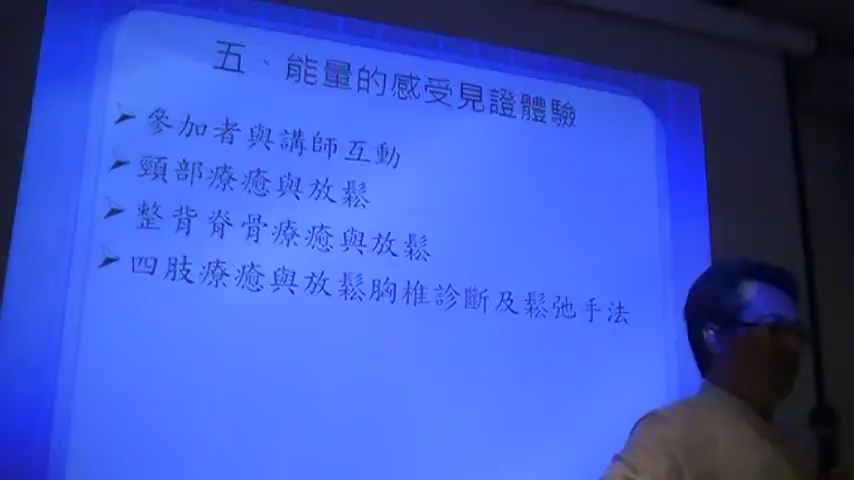 五、能量的感受見證體驗
參加者與講師互動
頸部療癒與放鬆
整背脊骨療癒與放鬆
四肢療癒與放鬆胸椎診斷及鬆弛手法